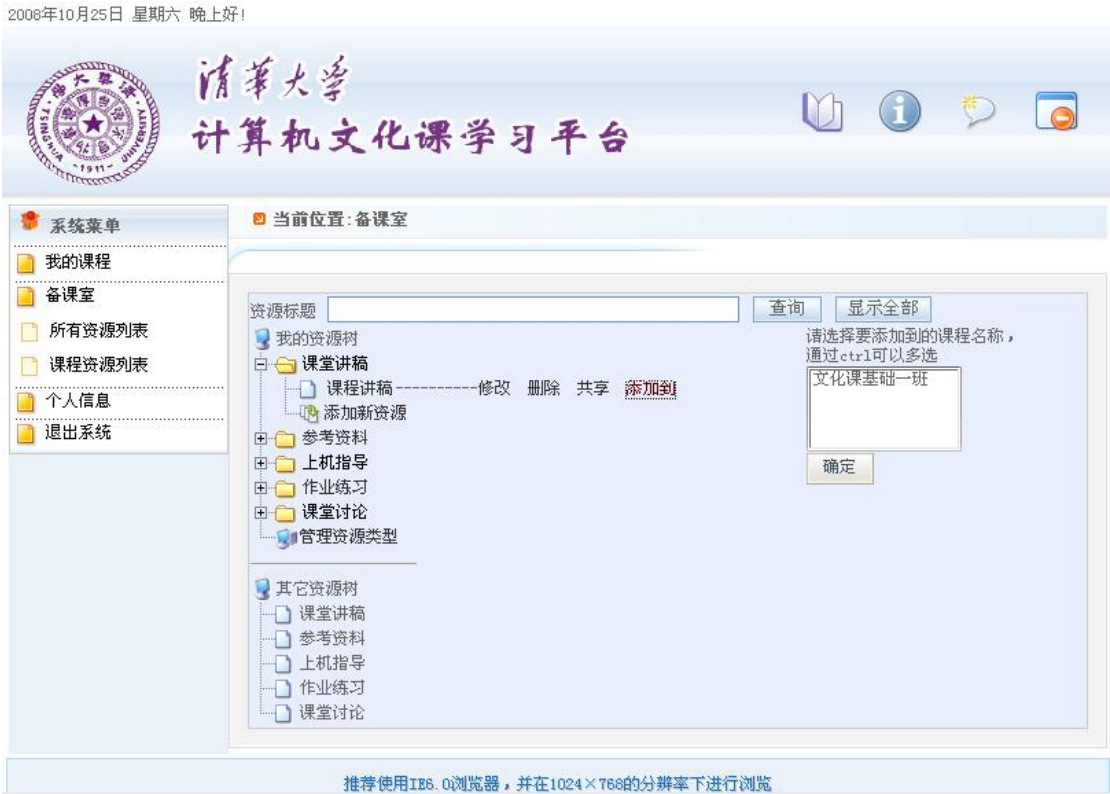 2008年10月25日 星期六 晚上好!
清华大学
计算机文化课学习平台
TSINGHUA UNIVERSITY
-1911-
系统菜单
我的课程
备课室
所有资源列表
课程资源列表
个人信息
退出系统
当前位置:备课室
资源标题 查询 显示全部
我的资源树
课堂讲稿
课程讲稿----------修改 删除 共享 添加到
添加新资源
参考资料
上机指导
作业练习
课堂讨论
管理资源类型
请选择要添加到的课程名称，
通过ctrl可以多选
文化课基础一班
确定
其它资源树
课堂讲稿
参考资料
上机指导
作业练习
课堂讨论
推荐使用IE6.0浏览器，并在1024×768的分辨率下进行浏览